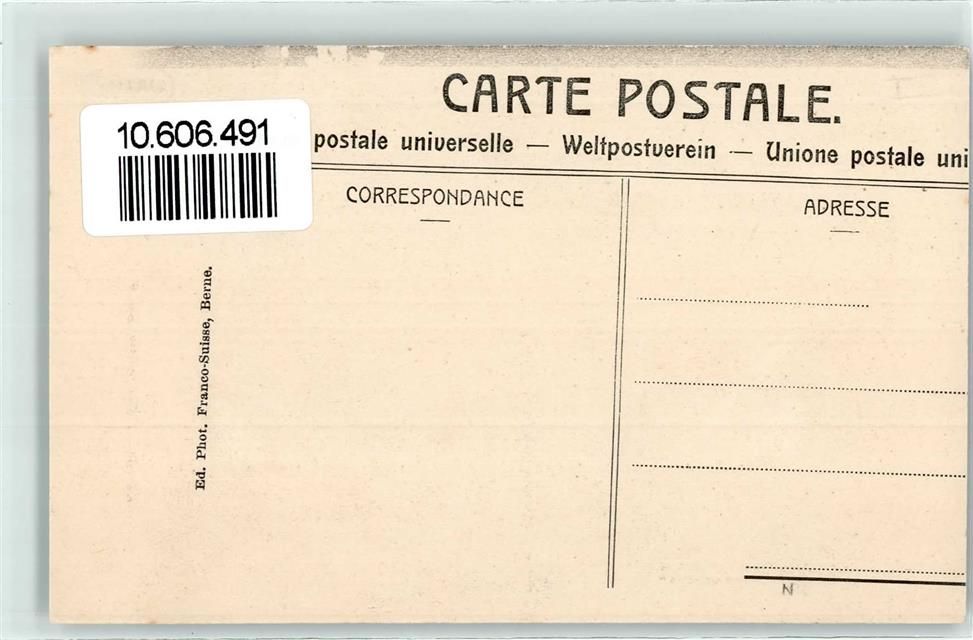 CARTE POSTALE.
10.606.491
postale universelle — Weltpostverein — Unione postale uni
CORRESPONDANCE
ADRESSE
Ed. Phot. Franco-Suisse, Berne.
N